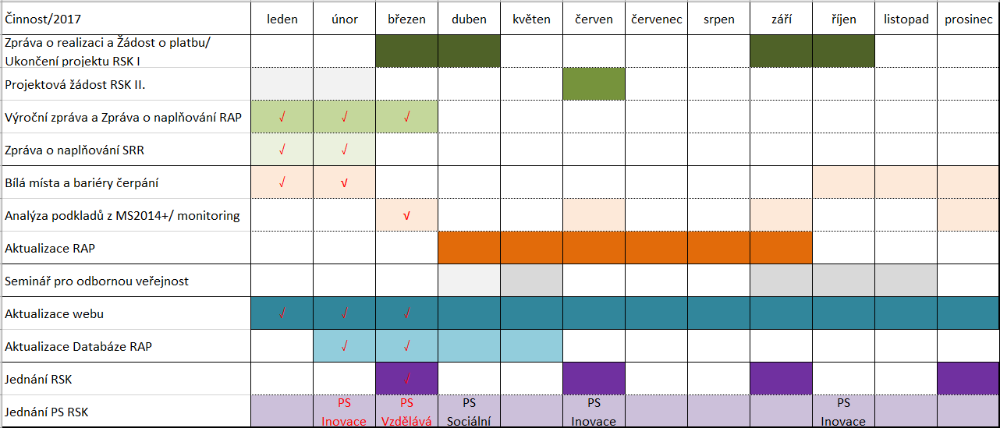 Činnost/2017 leden únor březen duben květen červen červenec srpen září říjen listopad prosinec
Zpráva o realizaci a Žádost o platbu/
Ukončení projektu RSK I
Projektová žádost RSK II.
Výroční zpráva a Zpráva o naplňování RAP √ √ √
Zpráva o naplňování SRR √ √
Bílá místa a bariéry čerpání √ √
Analýza podkladů z MS2014+/ monitoring √
Aktualizace RAP
Seminář pro odbornou veřejnost
Aktualizace webu √ √ √
Aktualizace Databáze RAP √ √
Jednání RSK √
Jednání PS RSK
PS PS PS PS PS
Inovace Vzdělává Sociální Inovace Inovace